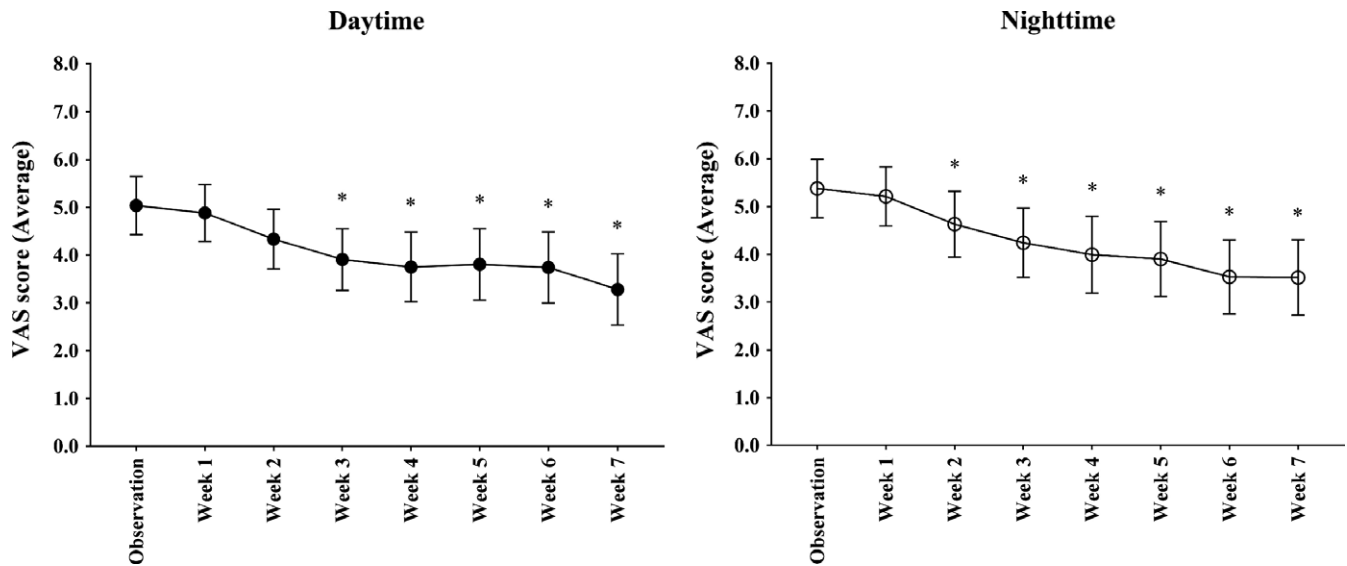 Daytime
VAS score (Average)
8.0
7.0
6.0
5.0
4.0
3.0
2.0
1.0
0.0
* * * * *
Observation
Week 1
Week 2
Week 3
Week 4
Week 5
Week 6
Week 7
Nighttime
VAS score (Average)
8.0
7.0
6.0
5.0
4.0
3.0
2.0
1.0
0.0
* * * * * *
Observation
Week 1
Week 2
Week 3
Week 4
Week 5
Week 6
Week 7